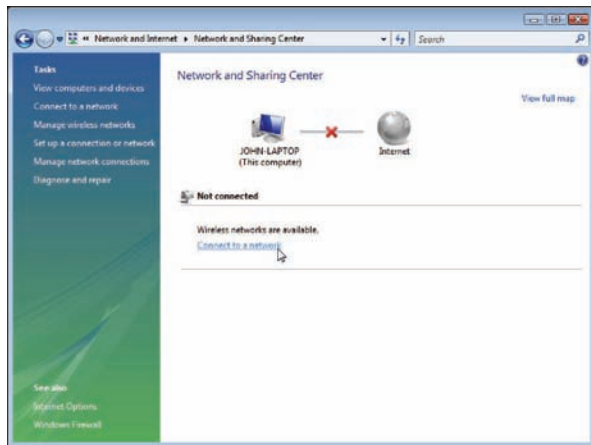 Network and Internet ▸ Network and Sharing Center
Search
Tasks
View computers and devices
Connect to a network
Manage wireless networks
Set up a connection or network
Manage network connections
Diagnose and repair
Network and Sharing Center
View full map
JOHN-LAPTOP
(This computer)
Internet
Not connected
Wireless networks are available.
Connect to a network
See also
Internet Options
Windows Firewall